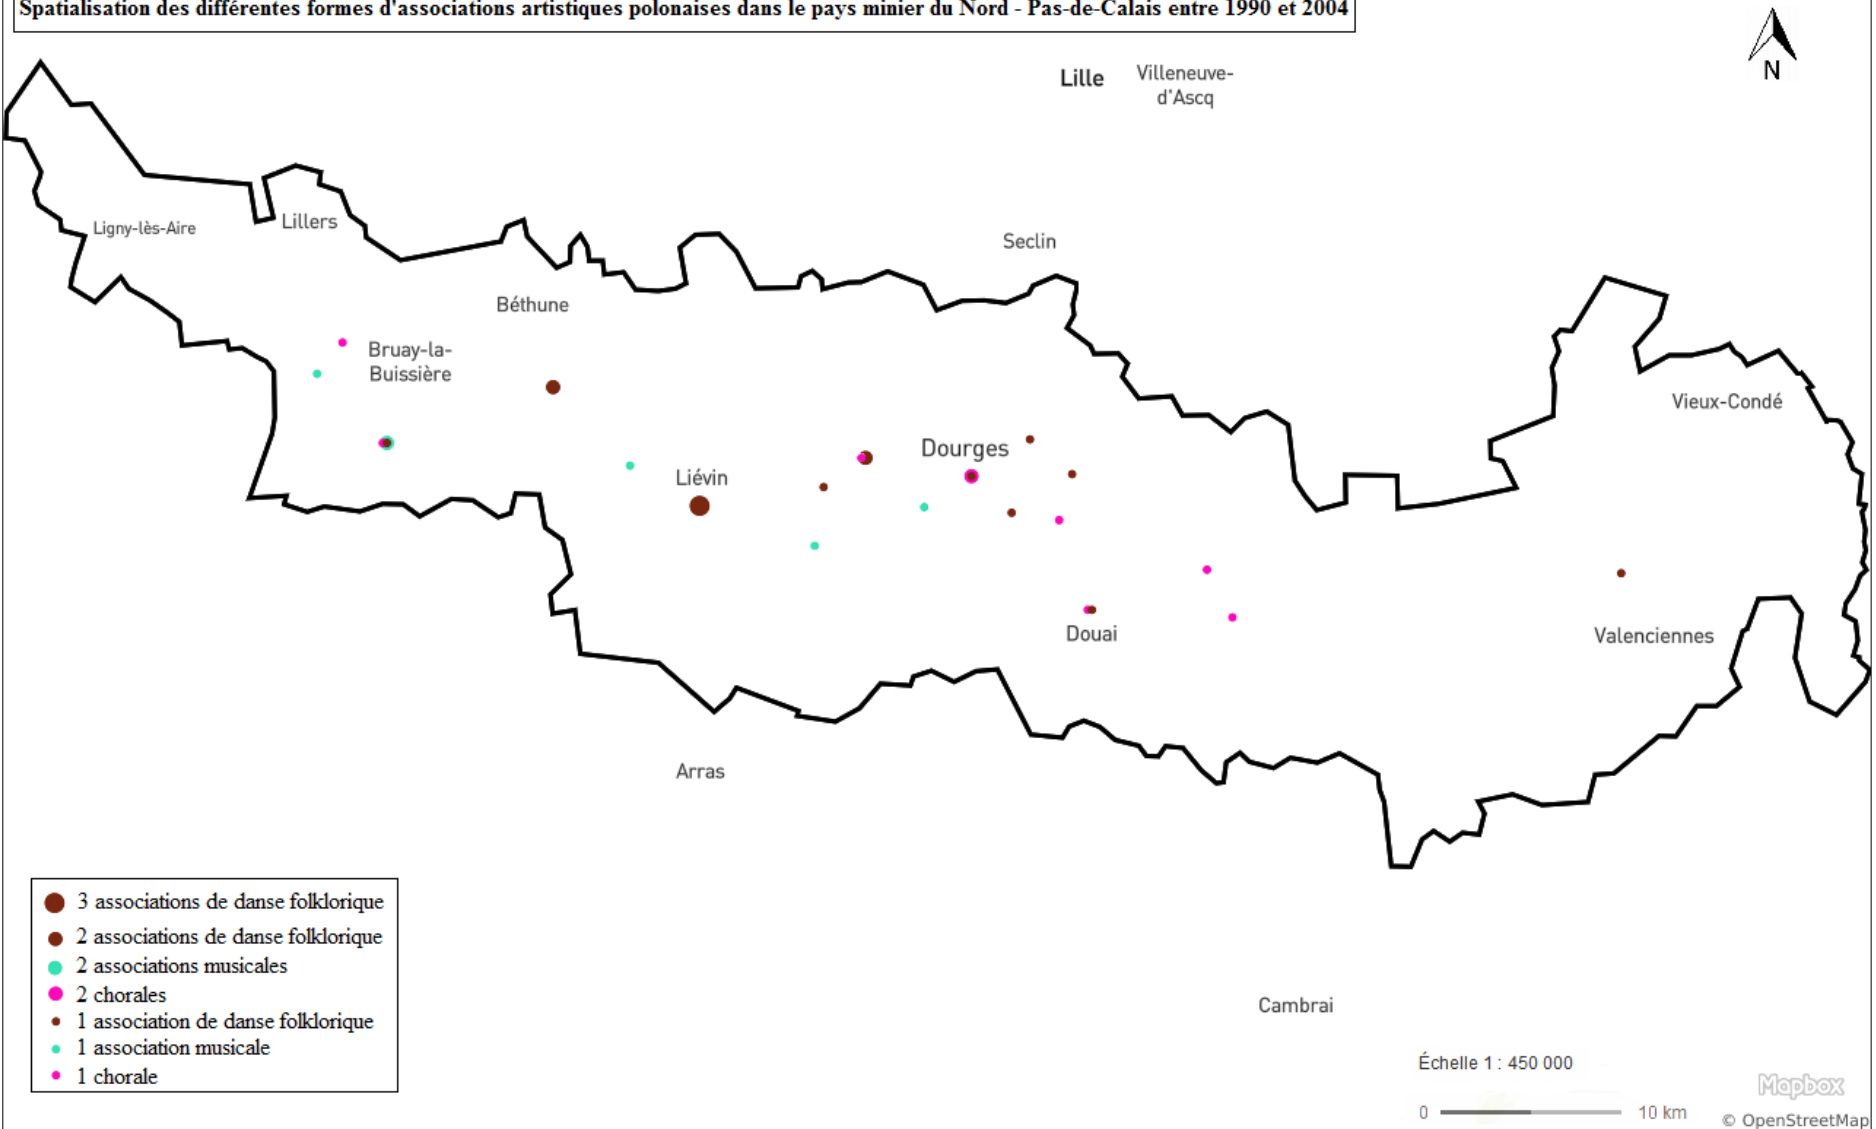 Spatialisation des différentes formes d'associations artistiques polonaises dans le pays minier du Nord - Pas-de-Calais entre 1990 et 2004
N
Lille
Villeneuve-
d'Ascq
Ligny-lès-Aire
Lillers
Seclin
Béthune
Bruay-la-
Buissière
Vieux-Condé
Dourges
Liévin
Douai
Valenciennes
Arras
3 associations de danse folklorique
2 associations de danse folklorique
2 associations musicales
2 chorales
1 association de danse folklorique
1 association musicale
1 chorale
Cambrai
Échelle 1 : 450 000
0
10 km
Mapbox
© OpenStreetMap